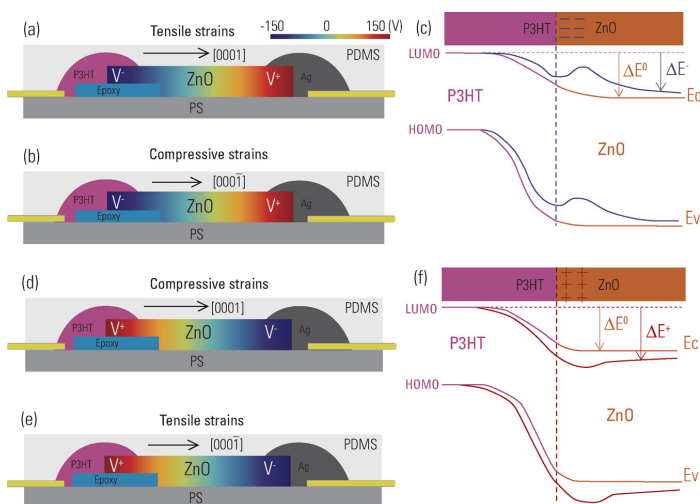 (a)
Tensile strains
-150
150 (V)
[0001]
PDMS
P3HT
V⁻
ZnO
V⁺
Ag
Epoxy
PS
(b)
Compressive strains
[0001̄]
PDMS
P3HT
V⁻
ZnO
V⁺
Ag
Epoxy
PS
(c)
P3HT
ZnO
LUMO
ΔE⁰
ΔE⁻
Ec
P3HT
HOMO
ZnO
Ev
(d)
Compressive strains
[0001]
PDMS
P3HT
V⁺
ZnO
V⁻
Ag
Epoxy
PS
(e)
Tensile strains
[0001̄]
PDMS
P3HT
V⁺
ZnO
V⁻
Ag
Epoxy
PS
(f)
P3HT
ZnO
LUMO
ΔE⁰
ΔE⁺
Ec
P3HT
HOMO
ZnO
Ev